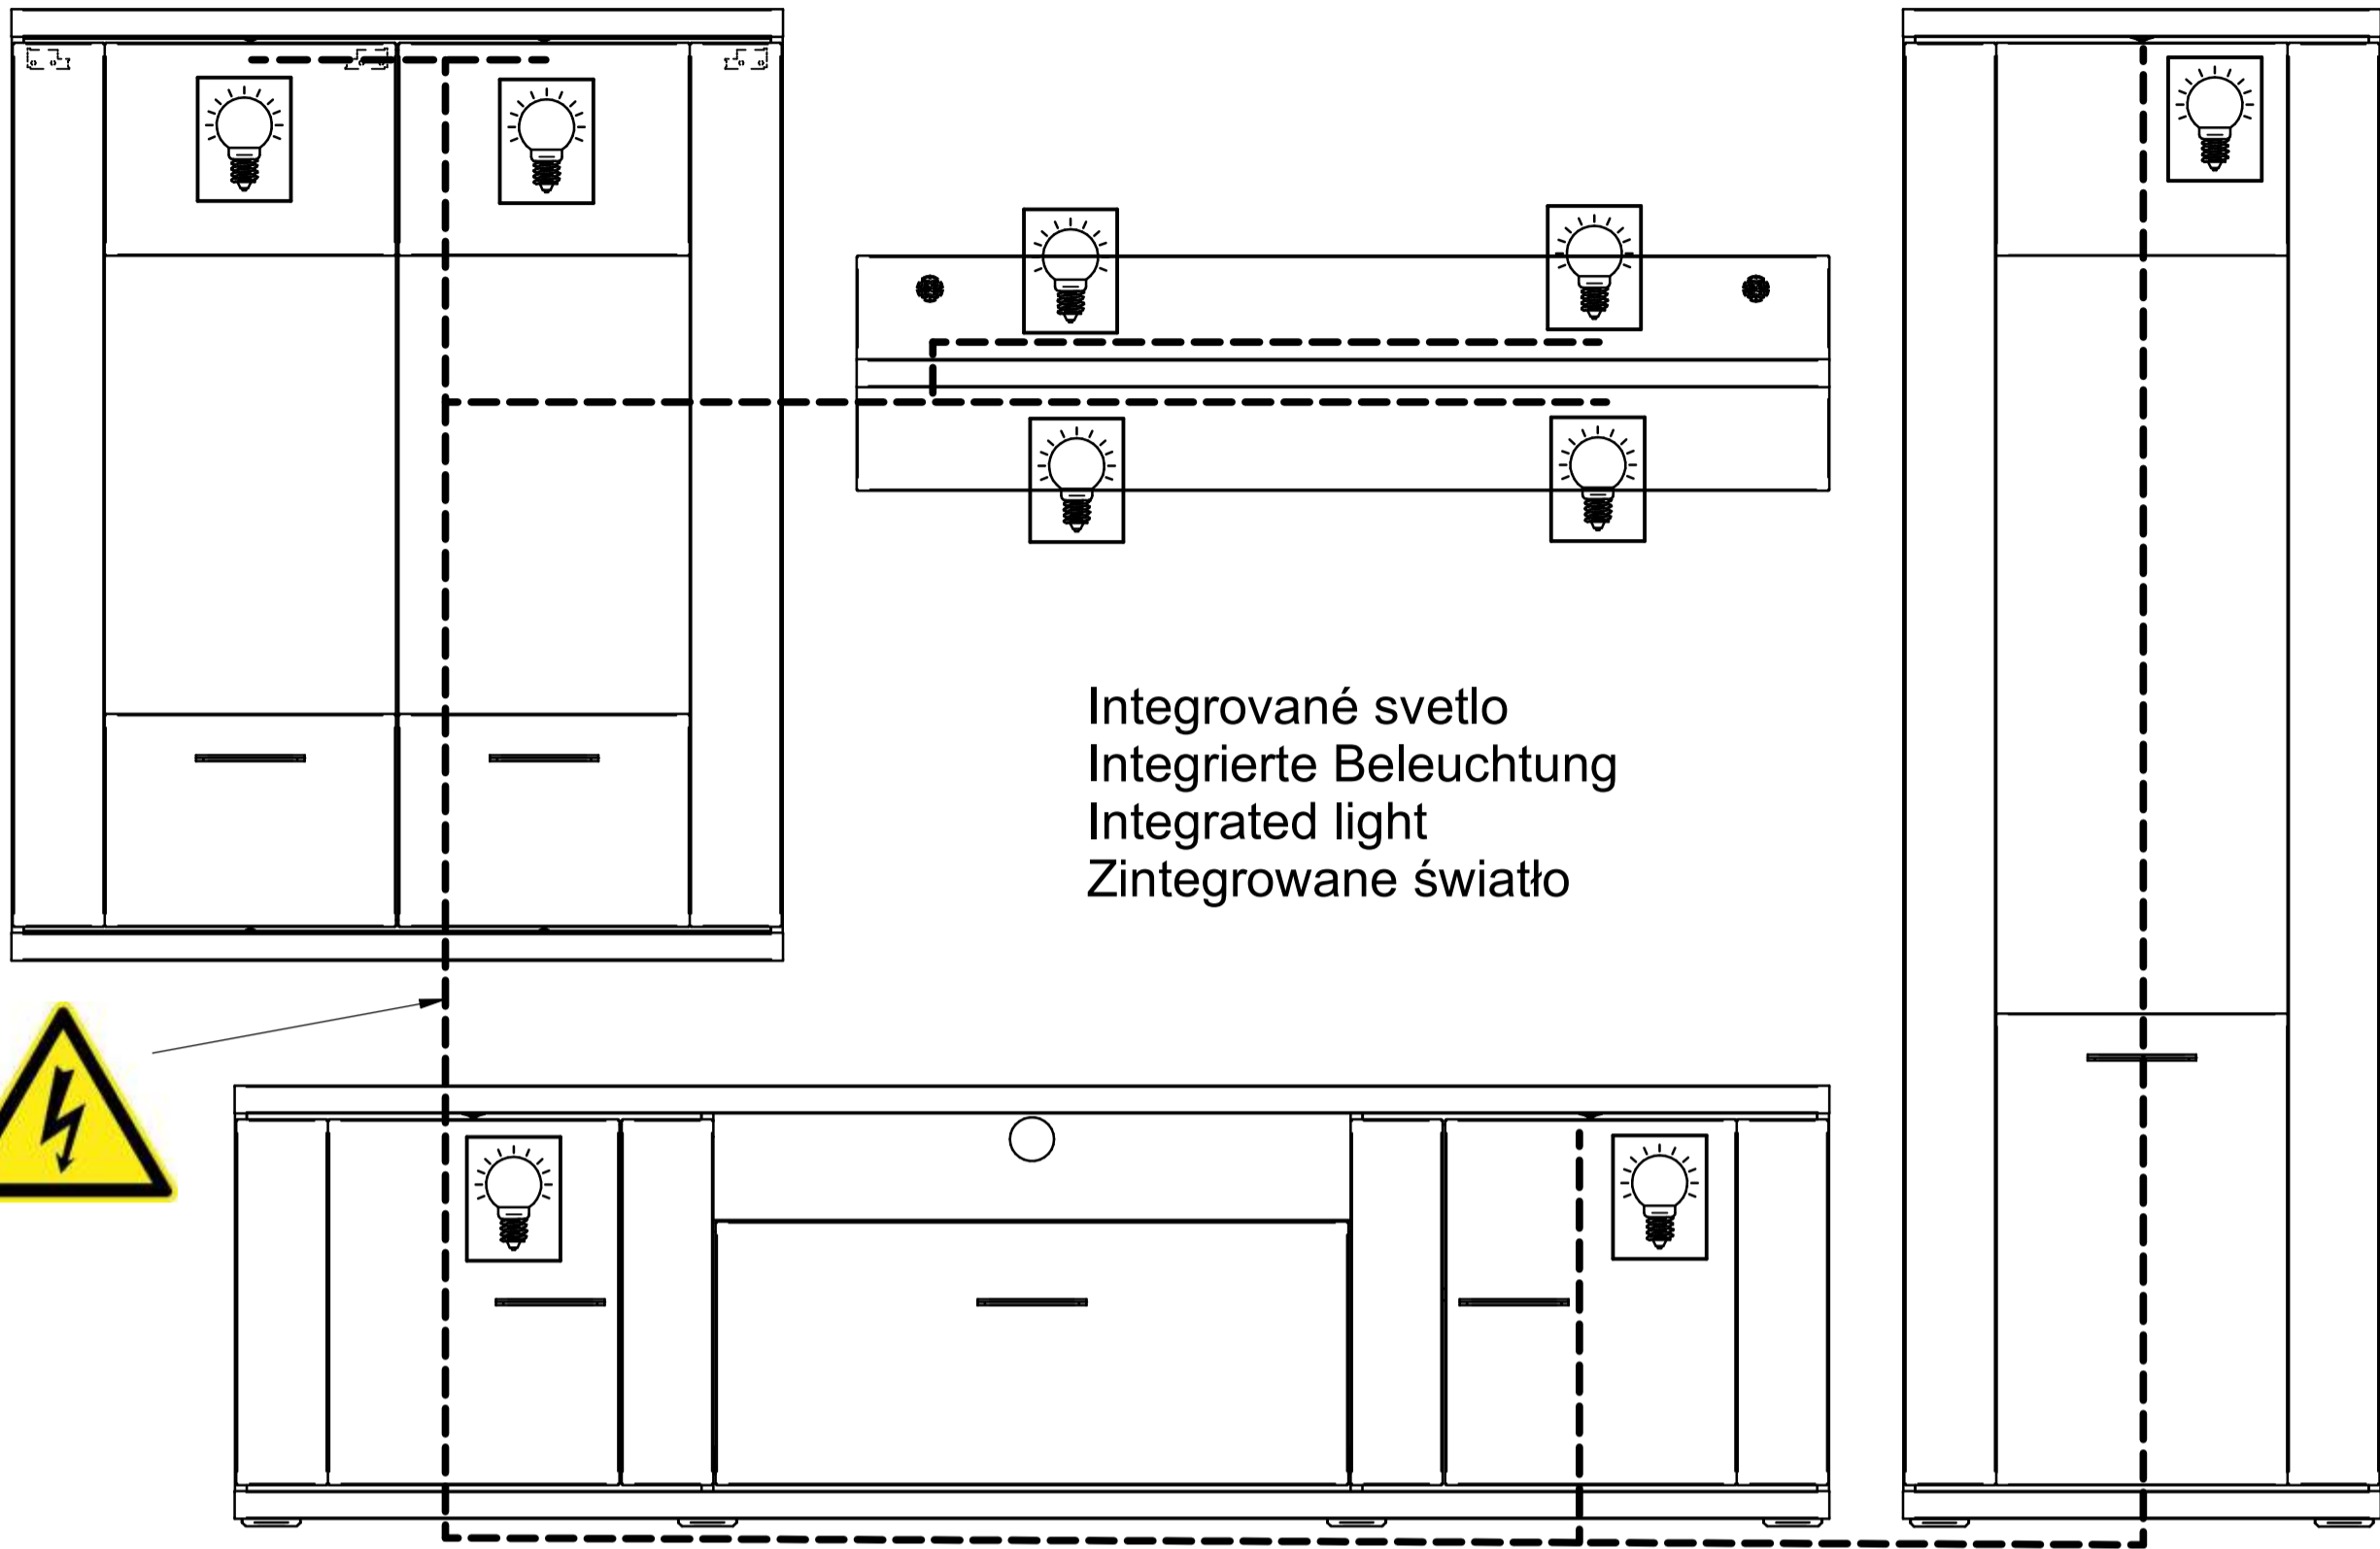 Integrované svetlo
Integrierte Beleuchtung
Integrated light
Zintegrowane światło